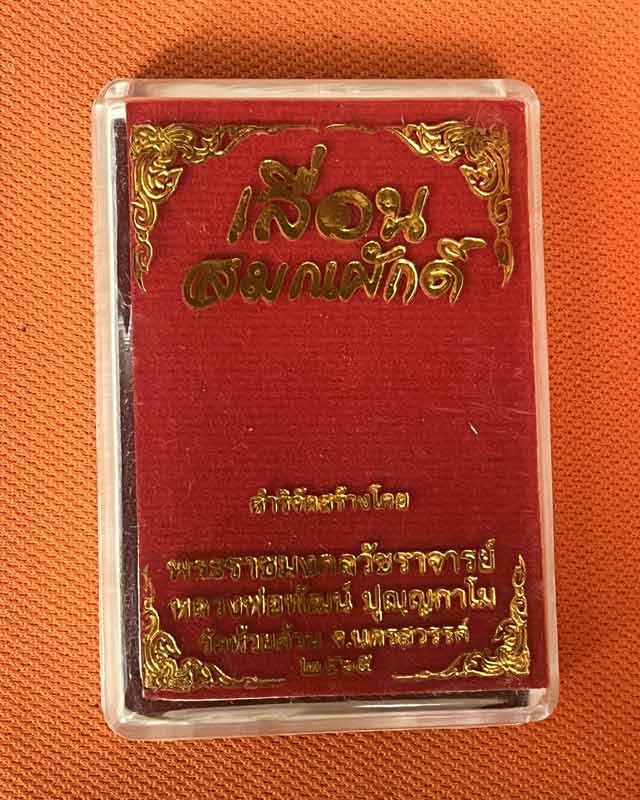 เลื่อน
สมณศักดิ์
ดำริจัดสร้างโดย
พระราชมงคลวัชราจารย์
หลวงพ่อพัฒน์ ปุญฺญกาโม
วัดห้วยด้วน จ.นครสวรรค์
๒๕๖๕